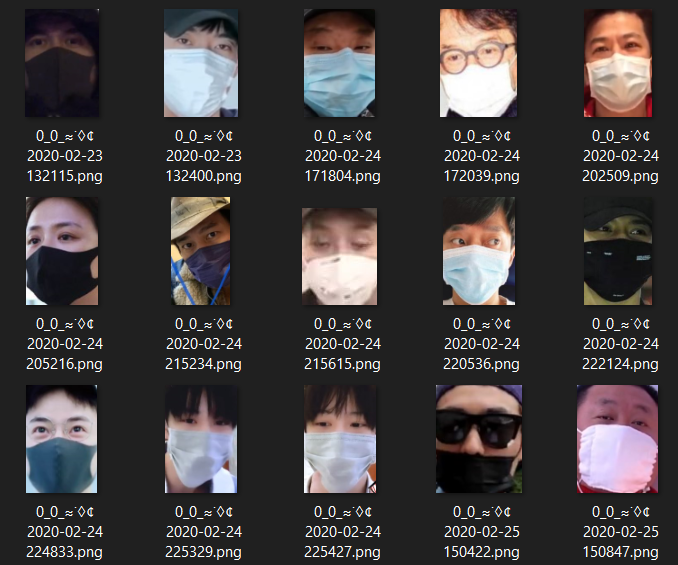 0_0_≈˙◊¢ 0_0_≈˙◊¢ 0_0_≈˙◊¢ 0_0_≈˙◊¢ 0_0_≈˙◊¢
2020-02-23 2020-02-23 2020-02-24 2020-02-24 2020-02-24
132115.png 132400.png 171804.png 172039.png 202509.png
0_0_≈˙◊¢ 0_0_≈˙◊¢ 0_0_≈˙◊¢ 0_0_≈˙◊¢ 0_0_≈˙◊¢
2020-02-24 2020-02-24 2020-02-24 2020-02-24 2020-02-24
205216.png 215234.png 215615.png 220536.png 222124.png
0_0_≈˙◊¢ 0_0_≈˙◊¢ 0_0_≈˙◊¢ 0_0_≈˙◊¢ 0_0_≈˙◊¢
2020-02-24 2020-02-24 2020-02-24 2020-02-25 2020-02-25
224833.png 225329.png 225427.png 150422.png 150847.png